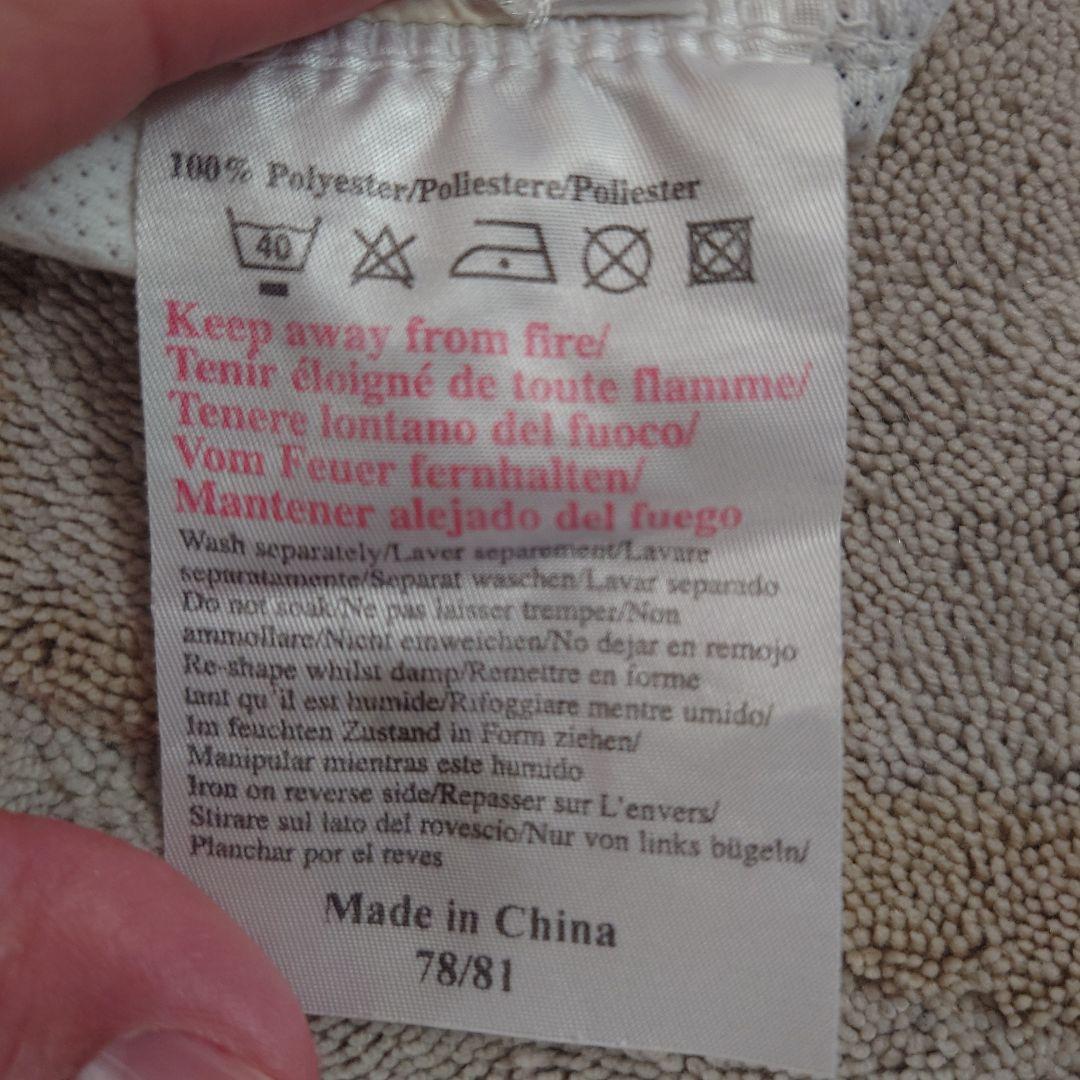 100% Polyester/Poliestere/Poliester
40
Keep away from fire/
Tenir éloigné de toute flamme/
Tenere lontano del fuoco/
Vom Feuer fernhalten/
Mantener alejado del fuego
Wash separately/Laver separement/Lavare
separatamente/Separat waschen/Lavar separado
Do not soak/Ne pas laisser tremper/Non
ammollare/Nicht einweichen/No dejar en remojo
Re-shape whilst damp/Remettre en forme
tant qu'il est humide/Rifoggiare mentre umido/
Im feuchten Zustand in Form ziehen/
Manipular mientras este humido
Iron on reverse side/Repasser sur L'envers/
Stirare sul lato del rovescio/Nur von links bügeln/
Planchar por el reves
Made in China
78/81